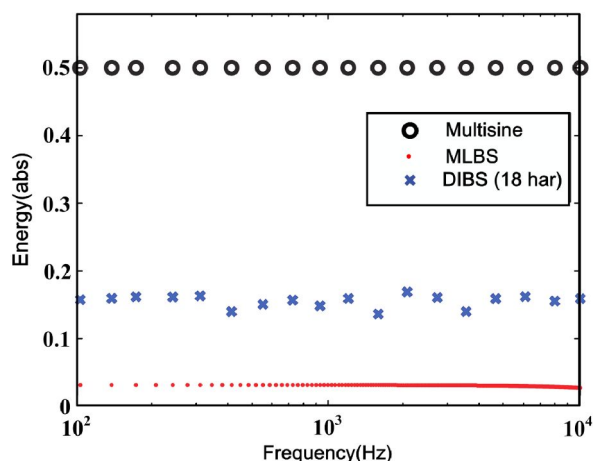 0.5
0.4
0.3
0.2
0.1
0
Energy(abs)
Multisine
MLBS
DIBS (18 har)
10² 10³ 10⁴
Frequency(Hz)